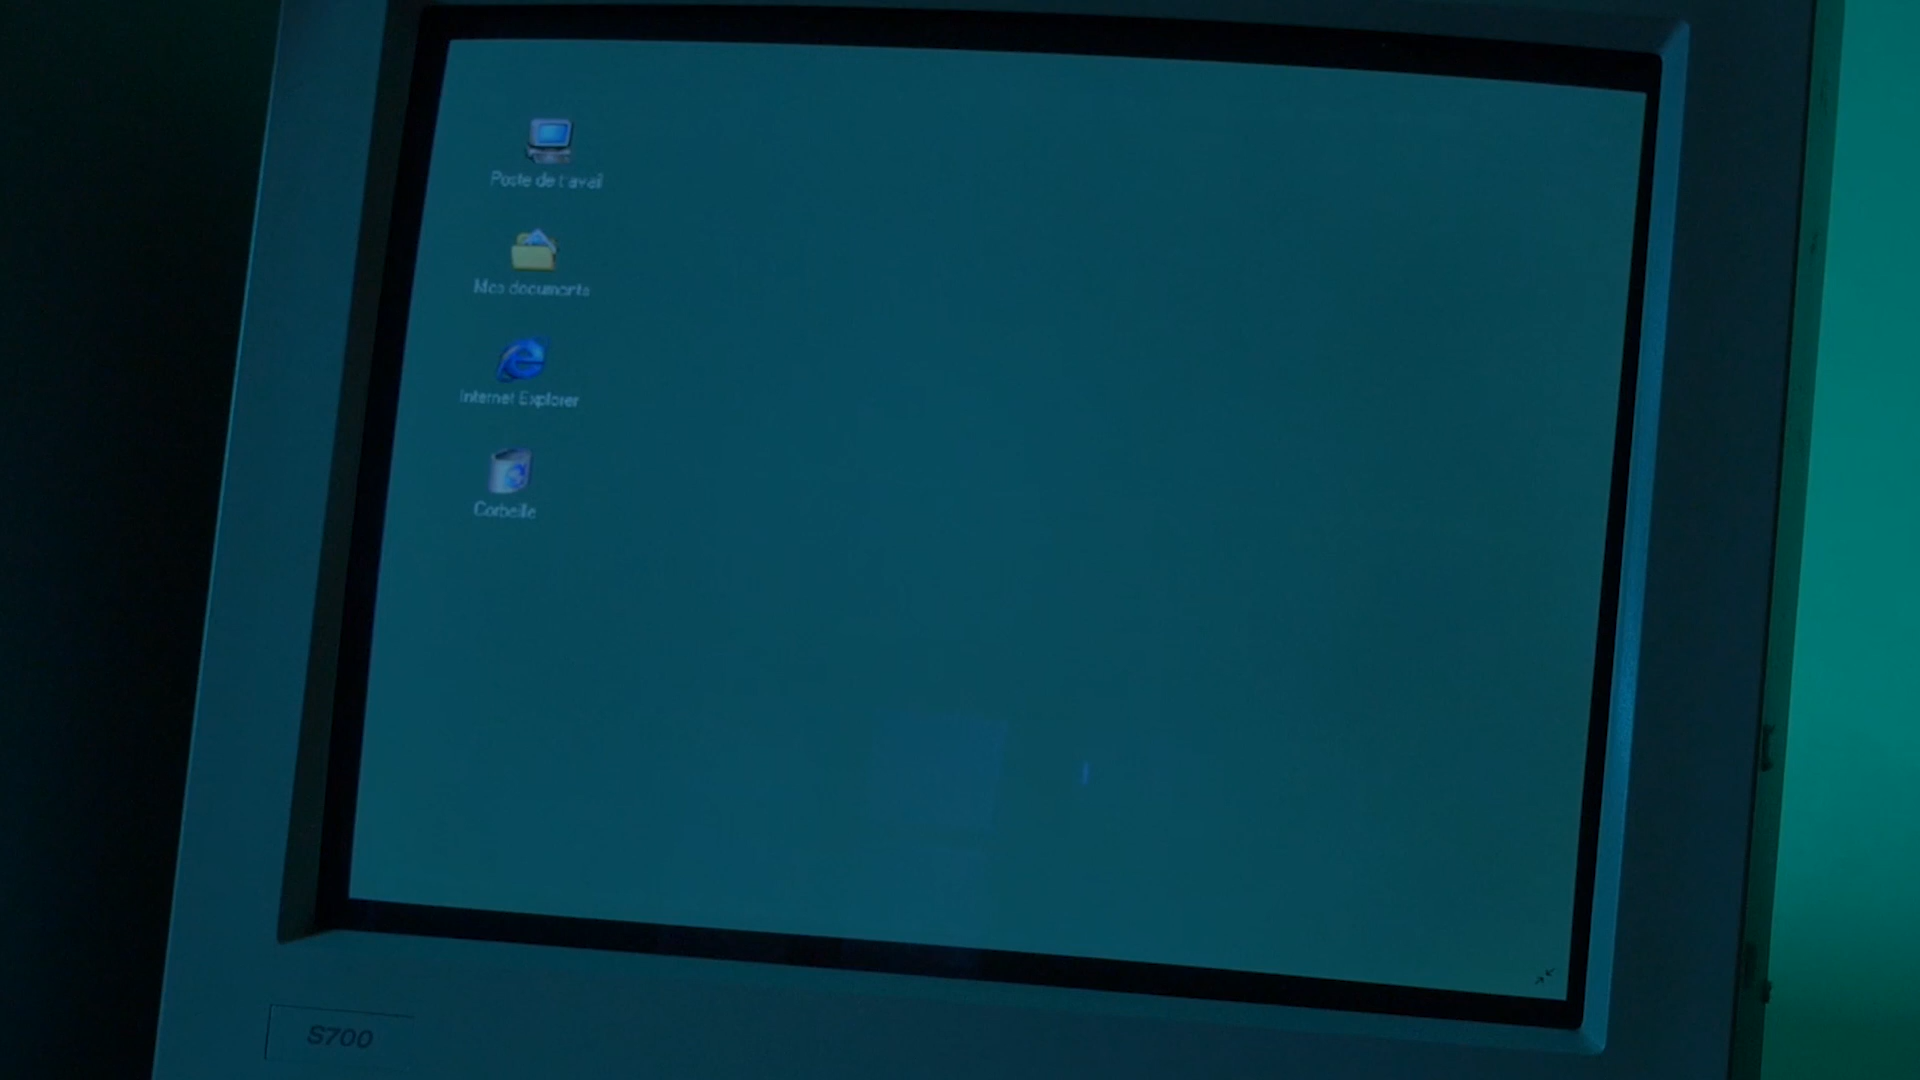 Poste de travail
Mes documents
Internet Explorer
Corbeille
S700